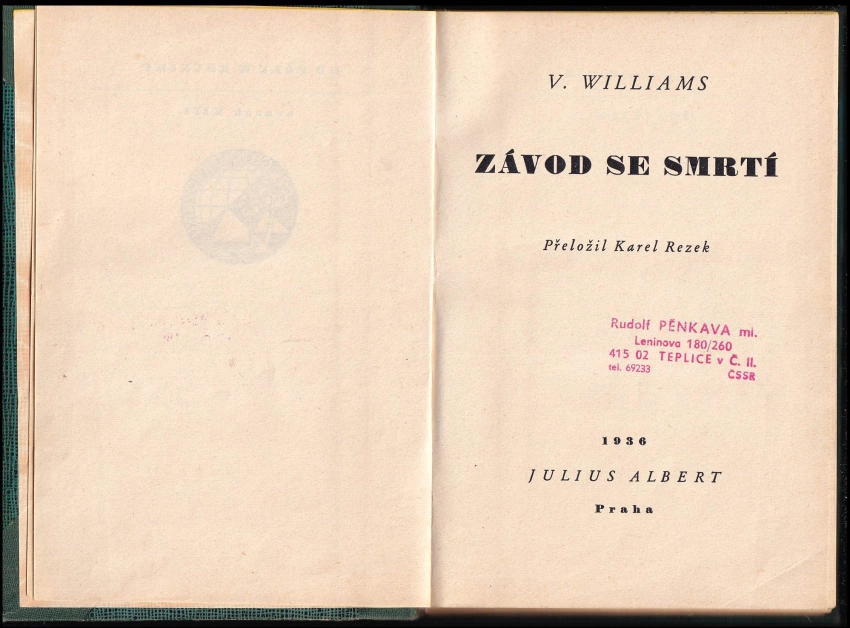 V. WILLIAMS
ZÁVOD SE SMRTÍ
Přeložil Karel Rezek
Rudolf PĚNKAVA ml.
Leninova 180/260
415 02 TEPLICE v Č. II.
tel. 69233
ČSSR
1936
JULIUS ALBERT
Praha